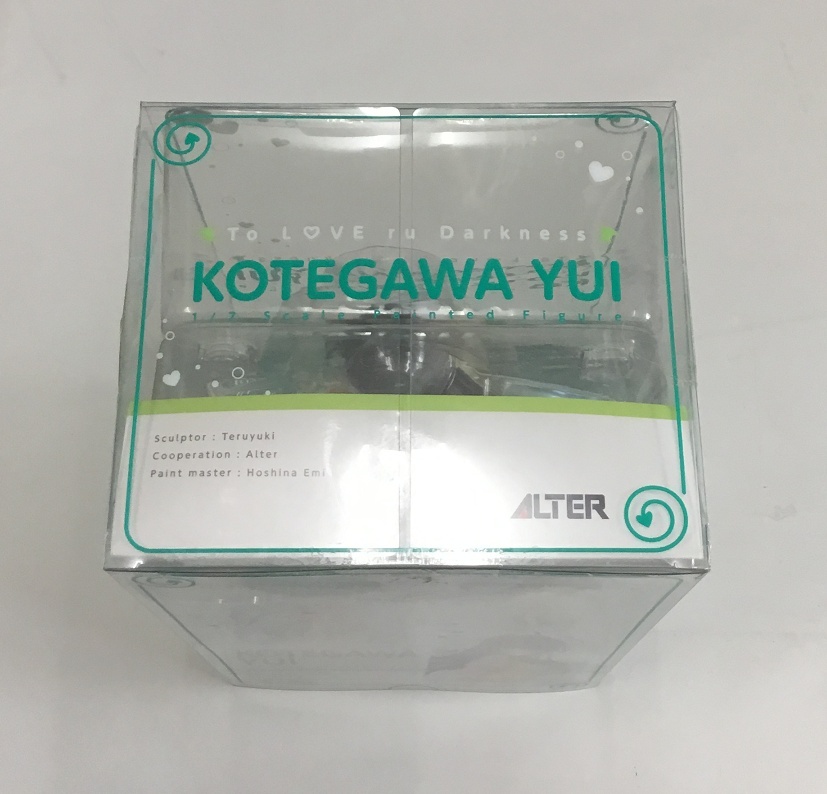 To L♡VE ru Darkness
KOTEGAWA YUI
1/7 Scale Painted Figure
Sculptor : Teruyuki
Cooperation : Alter
Paint master : Hoshina Emi
ALTER